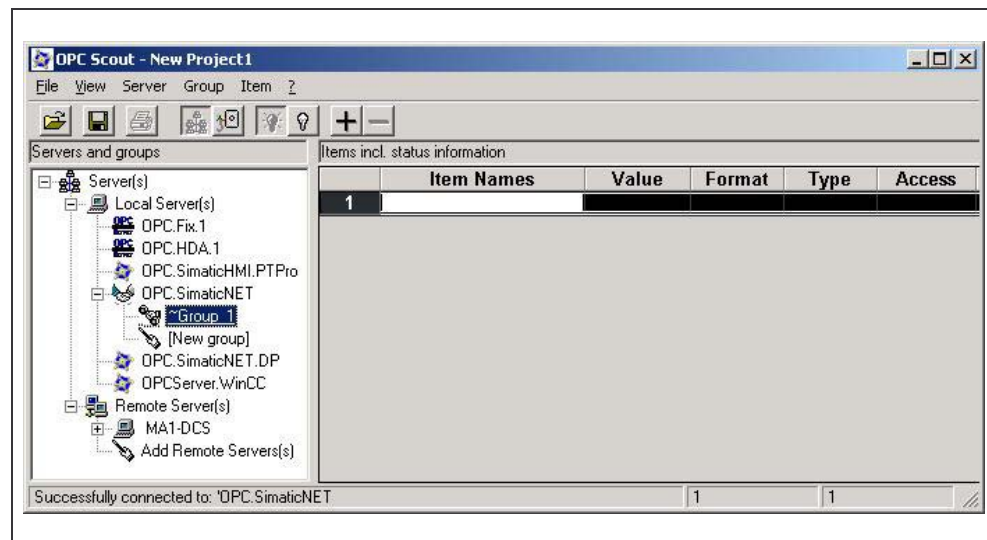 OPC Scout - New Project1
File View Server Group Item ?
Servers and groups
Items incl. status information
Item Names Value Format Type Access
1
Server(s)
Local Server(s)
OPC.Fix.1
OPC.HDA.1
OPC.SimaticHMI.PTPro
OPC.SimaticNET
~Group_1
[New group]
OPC.SimaticNET.DP
OPCServer.WinCC
Remote Server(s)
MA1-DCS
Add Remote Servers(s)
Successfully connected to: 'OPC.SimaticNET
1 1